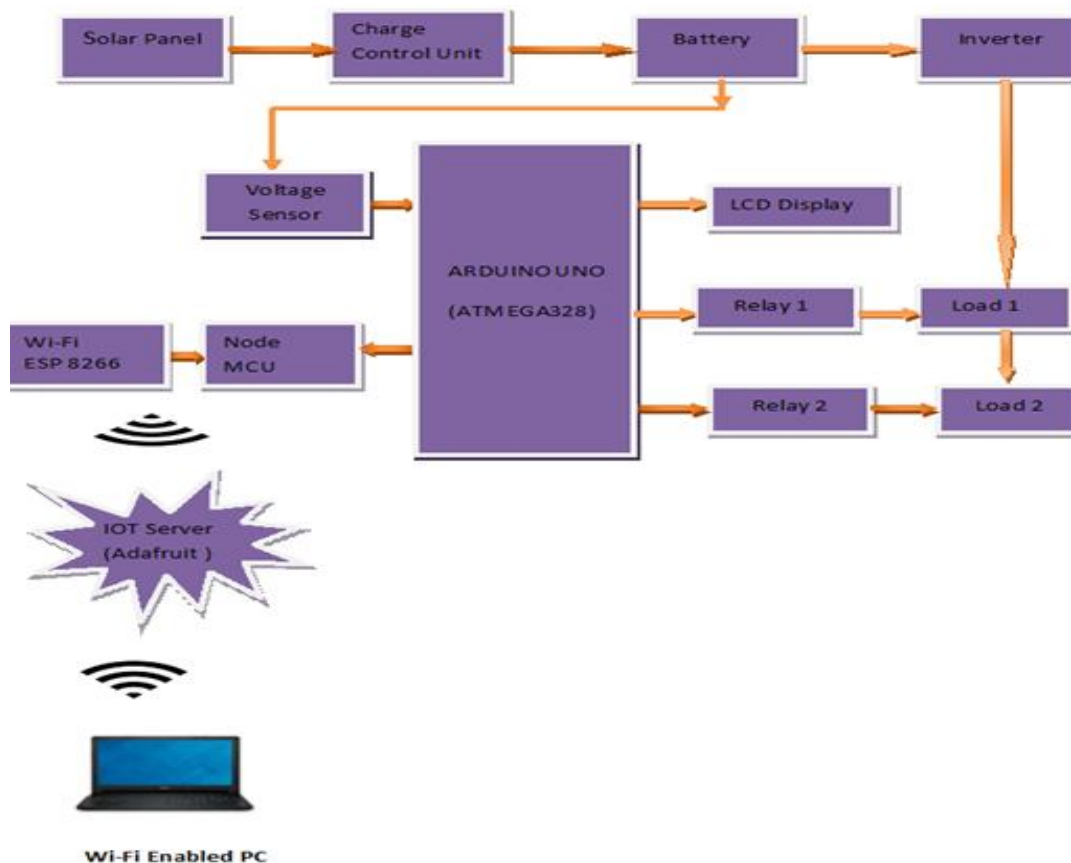 Solar Panel
Charge
Control Unit
Battery
Inverter
Voltage
Sensor
LCD Display
ARDUINO UNO
(ATMEGA328)
Relay 1
Load 1
Wi-Fi
ESP 8266
Node
MCU
Relay 2
Load 2
IOT Server
(Adafruit )
Wi-Fi Enabled PC